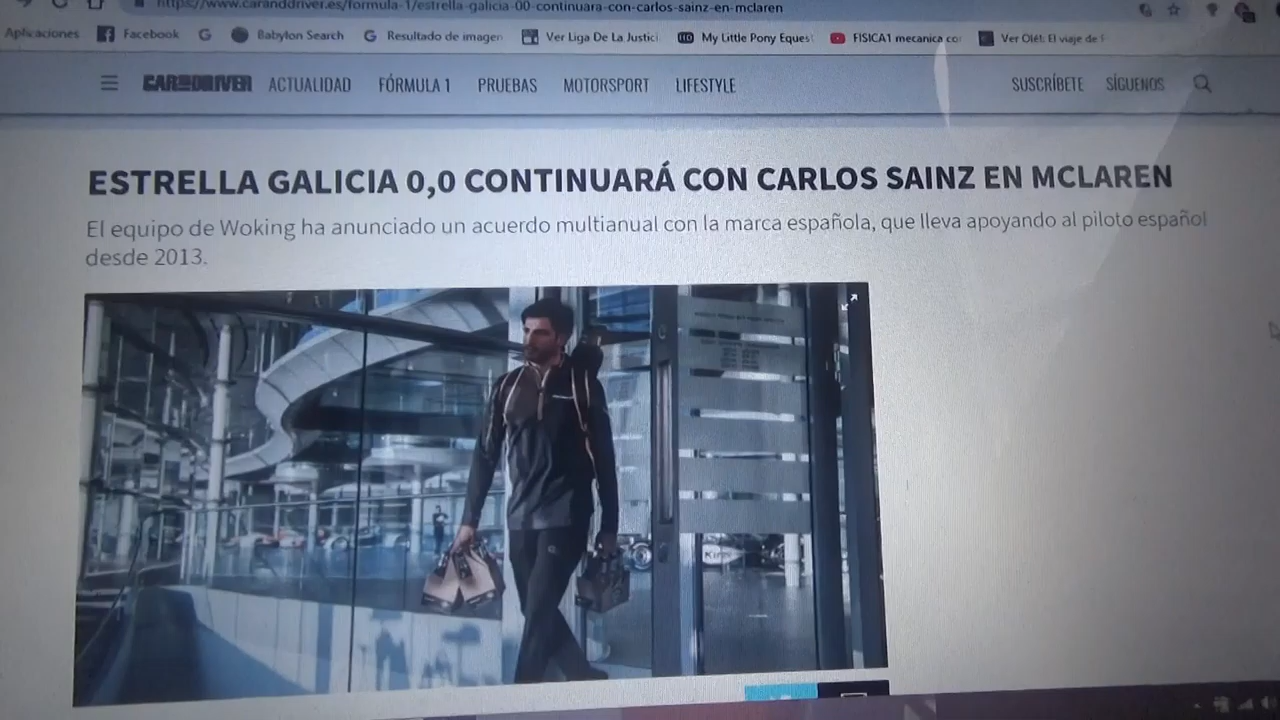 https://www.caranddriver.es/formula-1/estrella-galicia-00-continuara-con-carlos-sainz-en-mclaren
Aplicaciones Facebook Babylon Search Resultado de imagen Ver Liga De La Justici My Little Pony Equest FISICA1 mecanica co Ver Olé!: El viaje de F
CAR AND DRIVER ACTUALIDAD FÓRMULA 1 PRUEBAS MOTORSPORT LIFESTYLE SUSCRÍBETE SÍGUENOS
ESTRELLA GALICIA 0,0 CONTINUARÁ CON CARLOS SAINZ EN MCLAREN
El equipo de Woking ha anunciado un acuerdo multianual con la marca española, que lleva apoyando al piloto español
desde 2013.